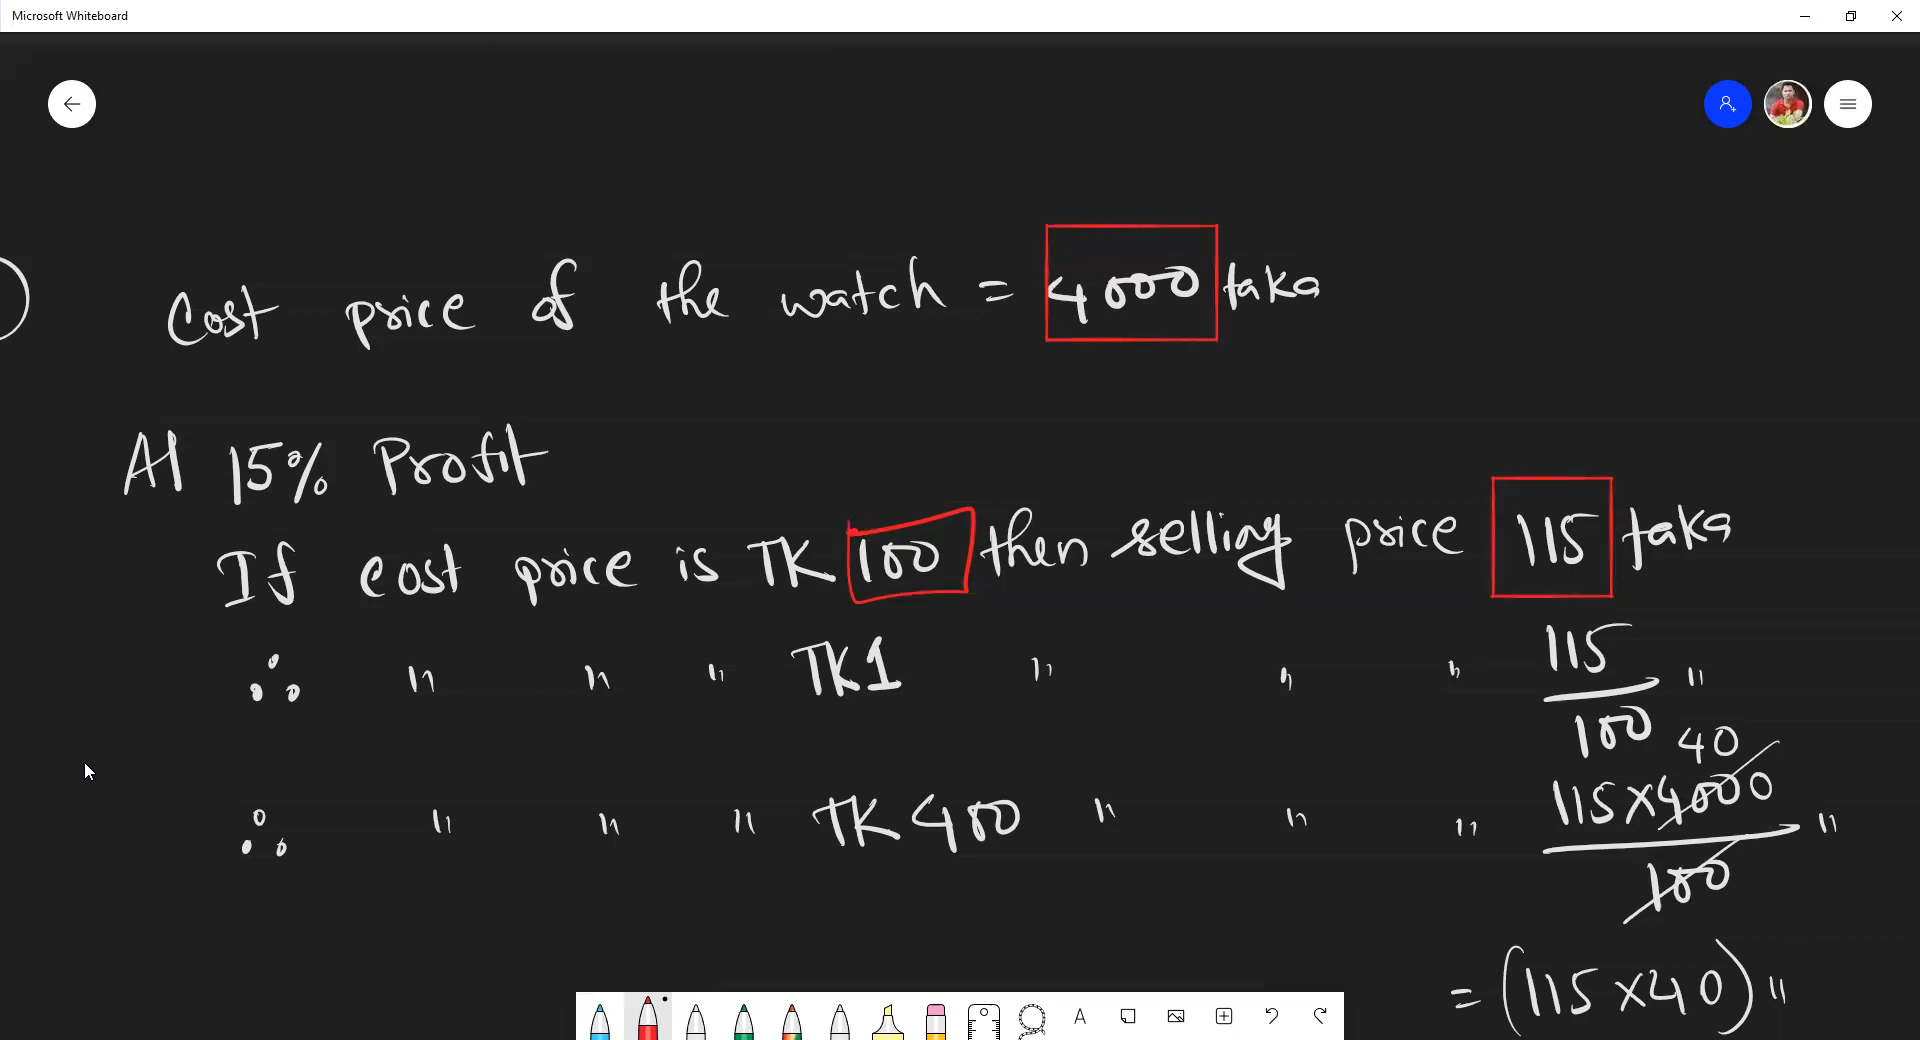 Microsoft Whiteboard
Cost price of the watch = 4000 taka
At 15% Profit
If cost price is TK 100 then selling price 115 taka
∴ " " " TK 1 " " " 115/100 "
40
∴ " " " TK 400 " " " 115×4000/100 "
= (115×40) "
A